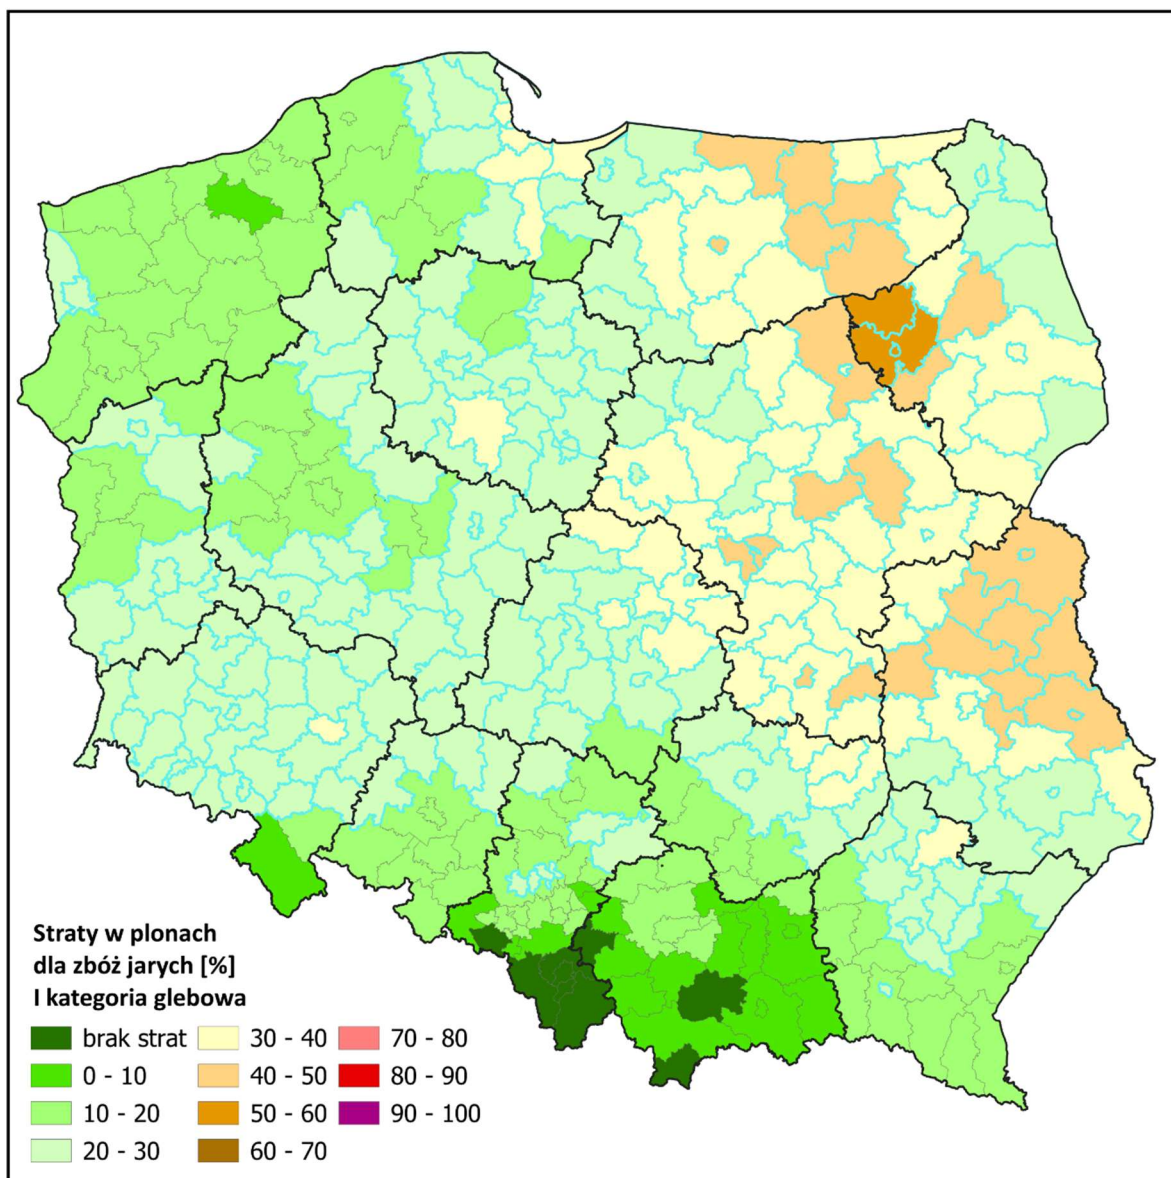 Straty w plonach
dla zbóż jarych [%]
I kategoria glebowa
brak strat
0 - 10
10 - 20
20 - 30
30 - 40
40 - 50
50 - 60
60 - 70
70 - 80
80 - 90
90 - 100